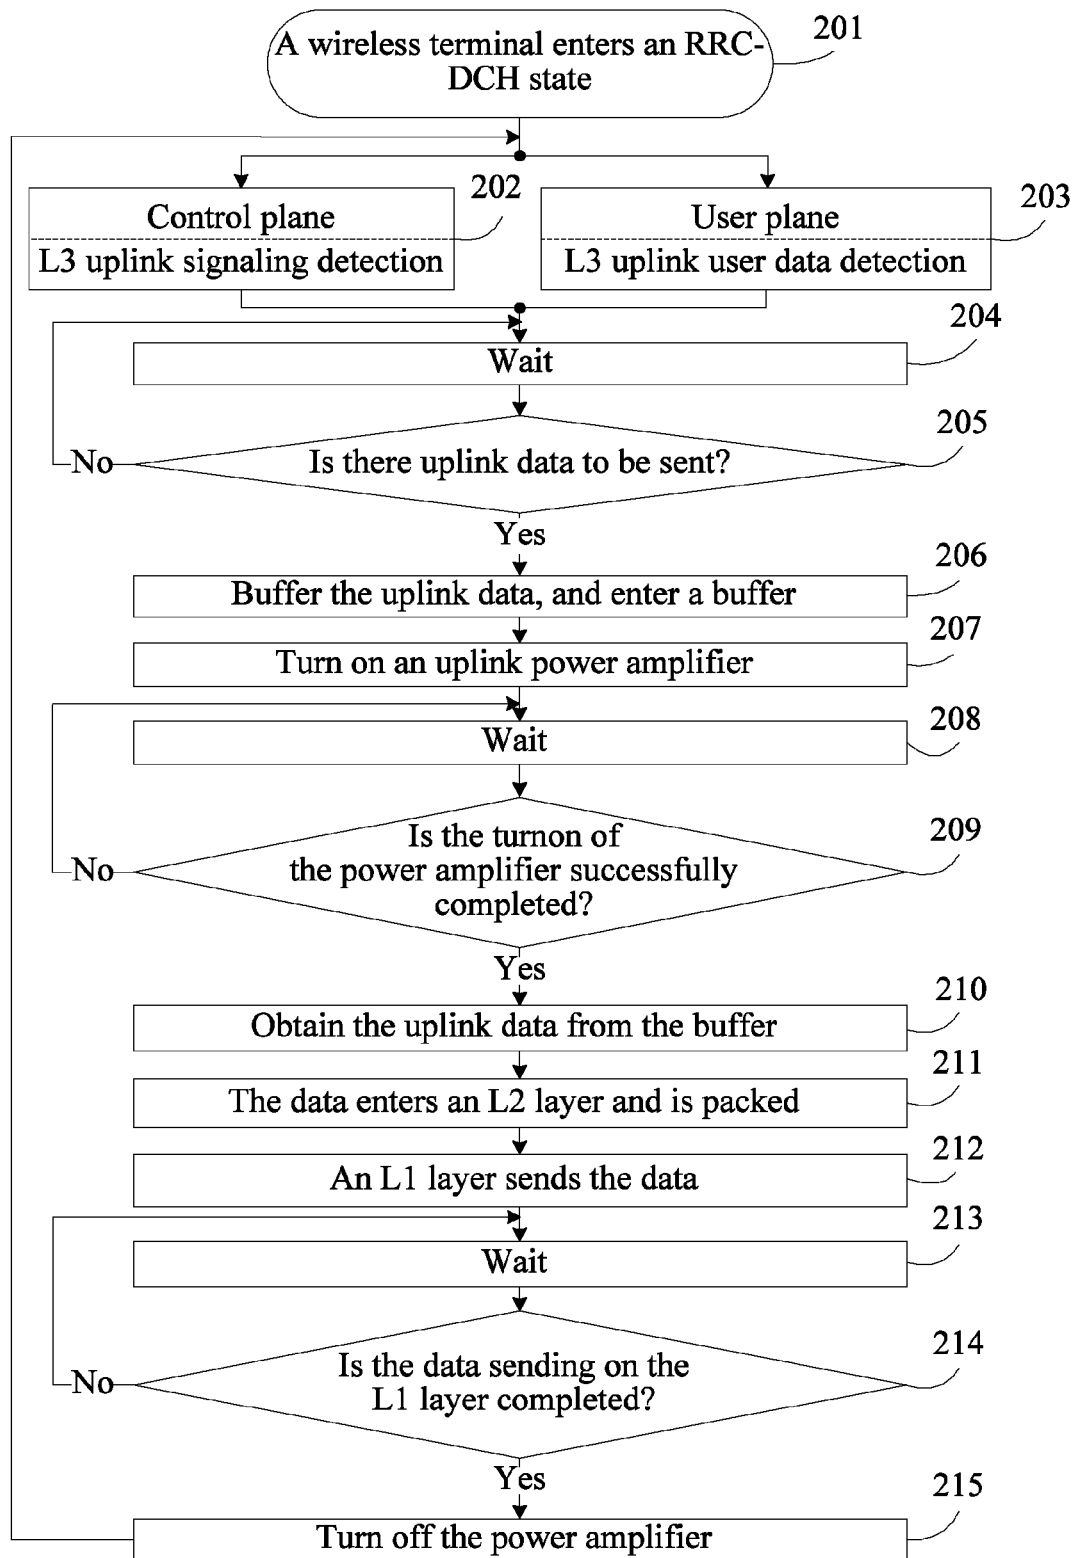 A wireless terminal enters an RRC-
DCH state
201
Control plane
L3 uplink signaling detection
202
User plane
L3 uplink user data detection
203
Wait
204
Is there uplink data to be sent?
205
No
Yes
Buffer the uplink data, and enter a buffer
206
Turn on an uplink power amplifier
207
Wait
208
Is the turnon of
the power amplifier successfully
completed?
209
No
Yes
Obtain the uplink data from the buffer
210
The data enters an L2 layer and is packed
211
An L1 layer sends the data
212
Wait
213
Is the data sending on the
L1 layer completed?
214
No
Yes
Turn off the power amplifier
215